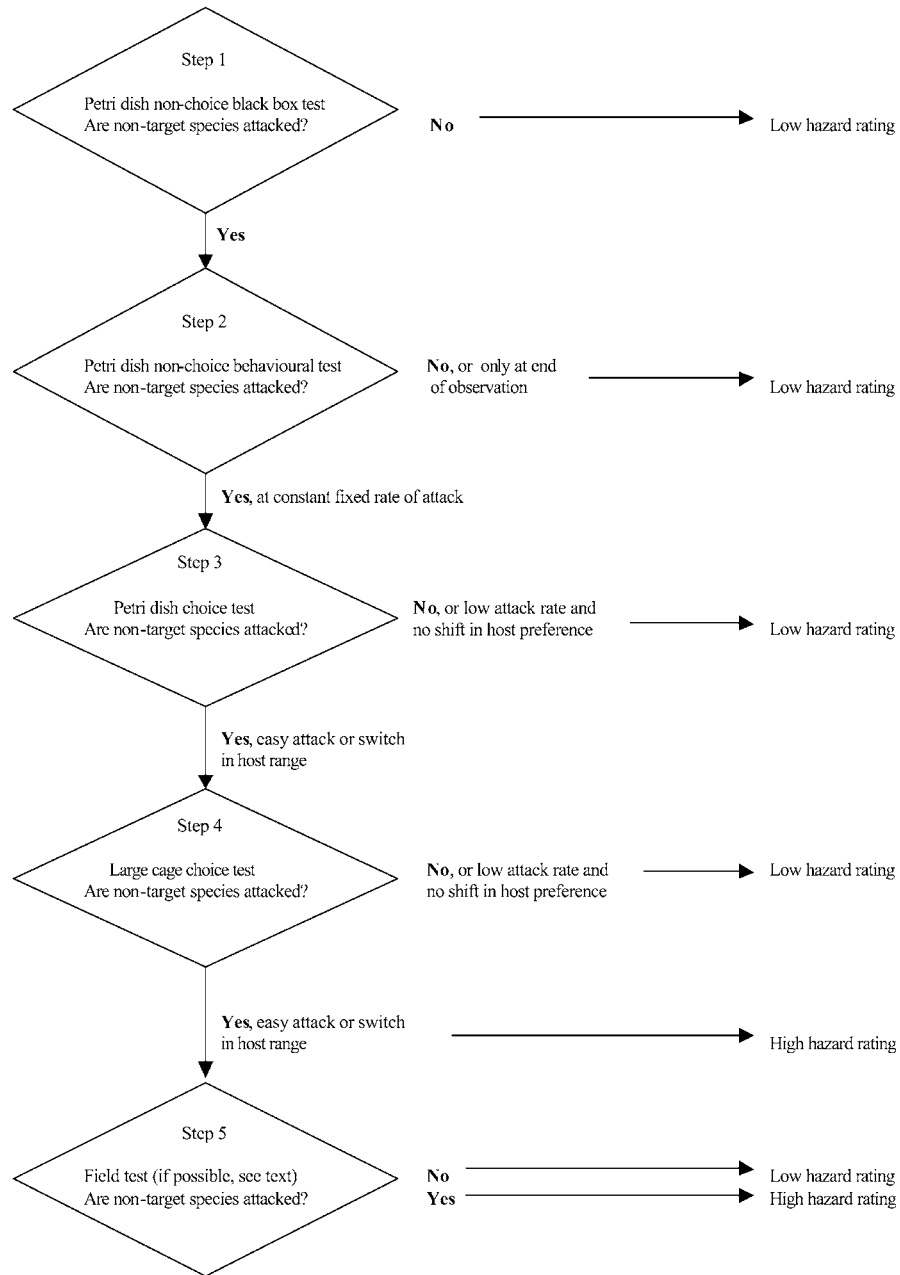 Step 1
Petri dish non-choice black box test
Are non-target species attacked?
No
Low hazard rating
Yes
Step 2
Petri dish non-choice behavioural test
Are non-target species attacked?
No, or only at end
of observation
Low hazard rating
Yes, at constant fixed rate of attack
Step 3
Petri dish choice test
Are non-target species attacked?
No, or low attack rate and
no shift in host preference
Low hazard rating
Yes, easy attack or switch
in host range
Step 4
Large cage choice test
Are non-target species attacked?
No, or low attack rate and
no shift in host preference
Low hazard rating
Yes, easy attack or switch
in host range
High hazard rating
Step 5
Field test (if possible, see text)
Are non-target species attacked?
No
Low hazard rating
Yes
High hazard rating